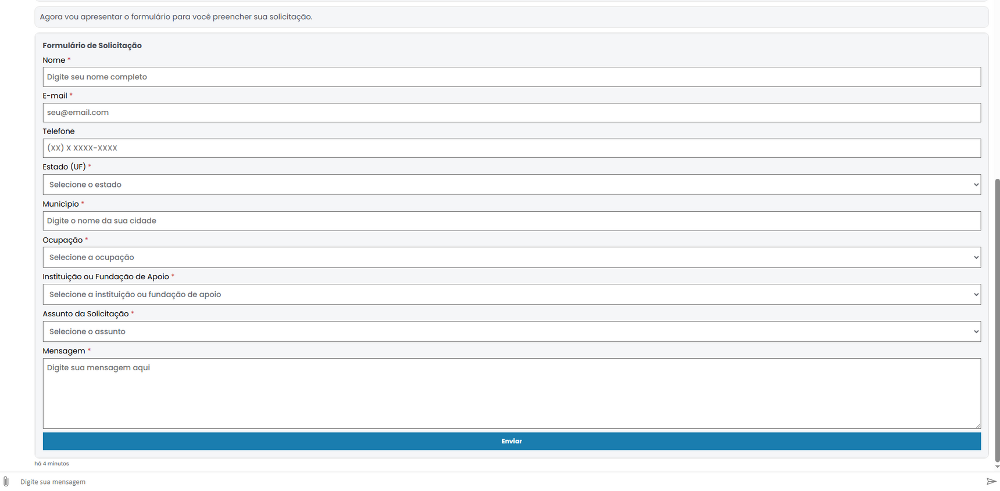 Agora vou apresentar o formulário para você preencher sua solicitação.
Formulário de Solicitação
Nome *
Digite seu nome completo
E-mail *
seu@email.com
Telefone
(XX) X XXXX-XXXX
Estado (UF) *
Selecione o estado
Município *
Digite o nome da sua cidade
Ocupação *
Selecione a ocupação
Instituição ou Fundação de Apoio *
Selecione a instituição ou fundação de apoio
Assunto da Solicitação *
Selecione o assunto
Mensagem *
Digite sua mensagem aqui
Enviar
há 4 minutos
Digite sua mensagem